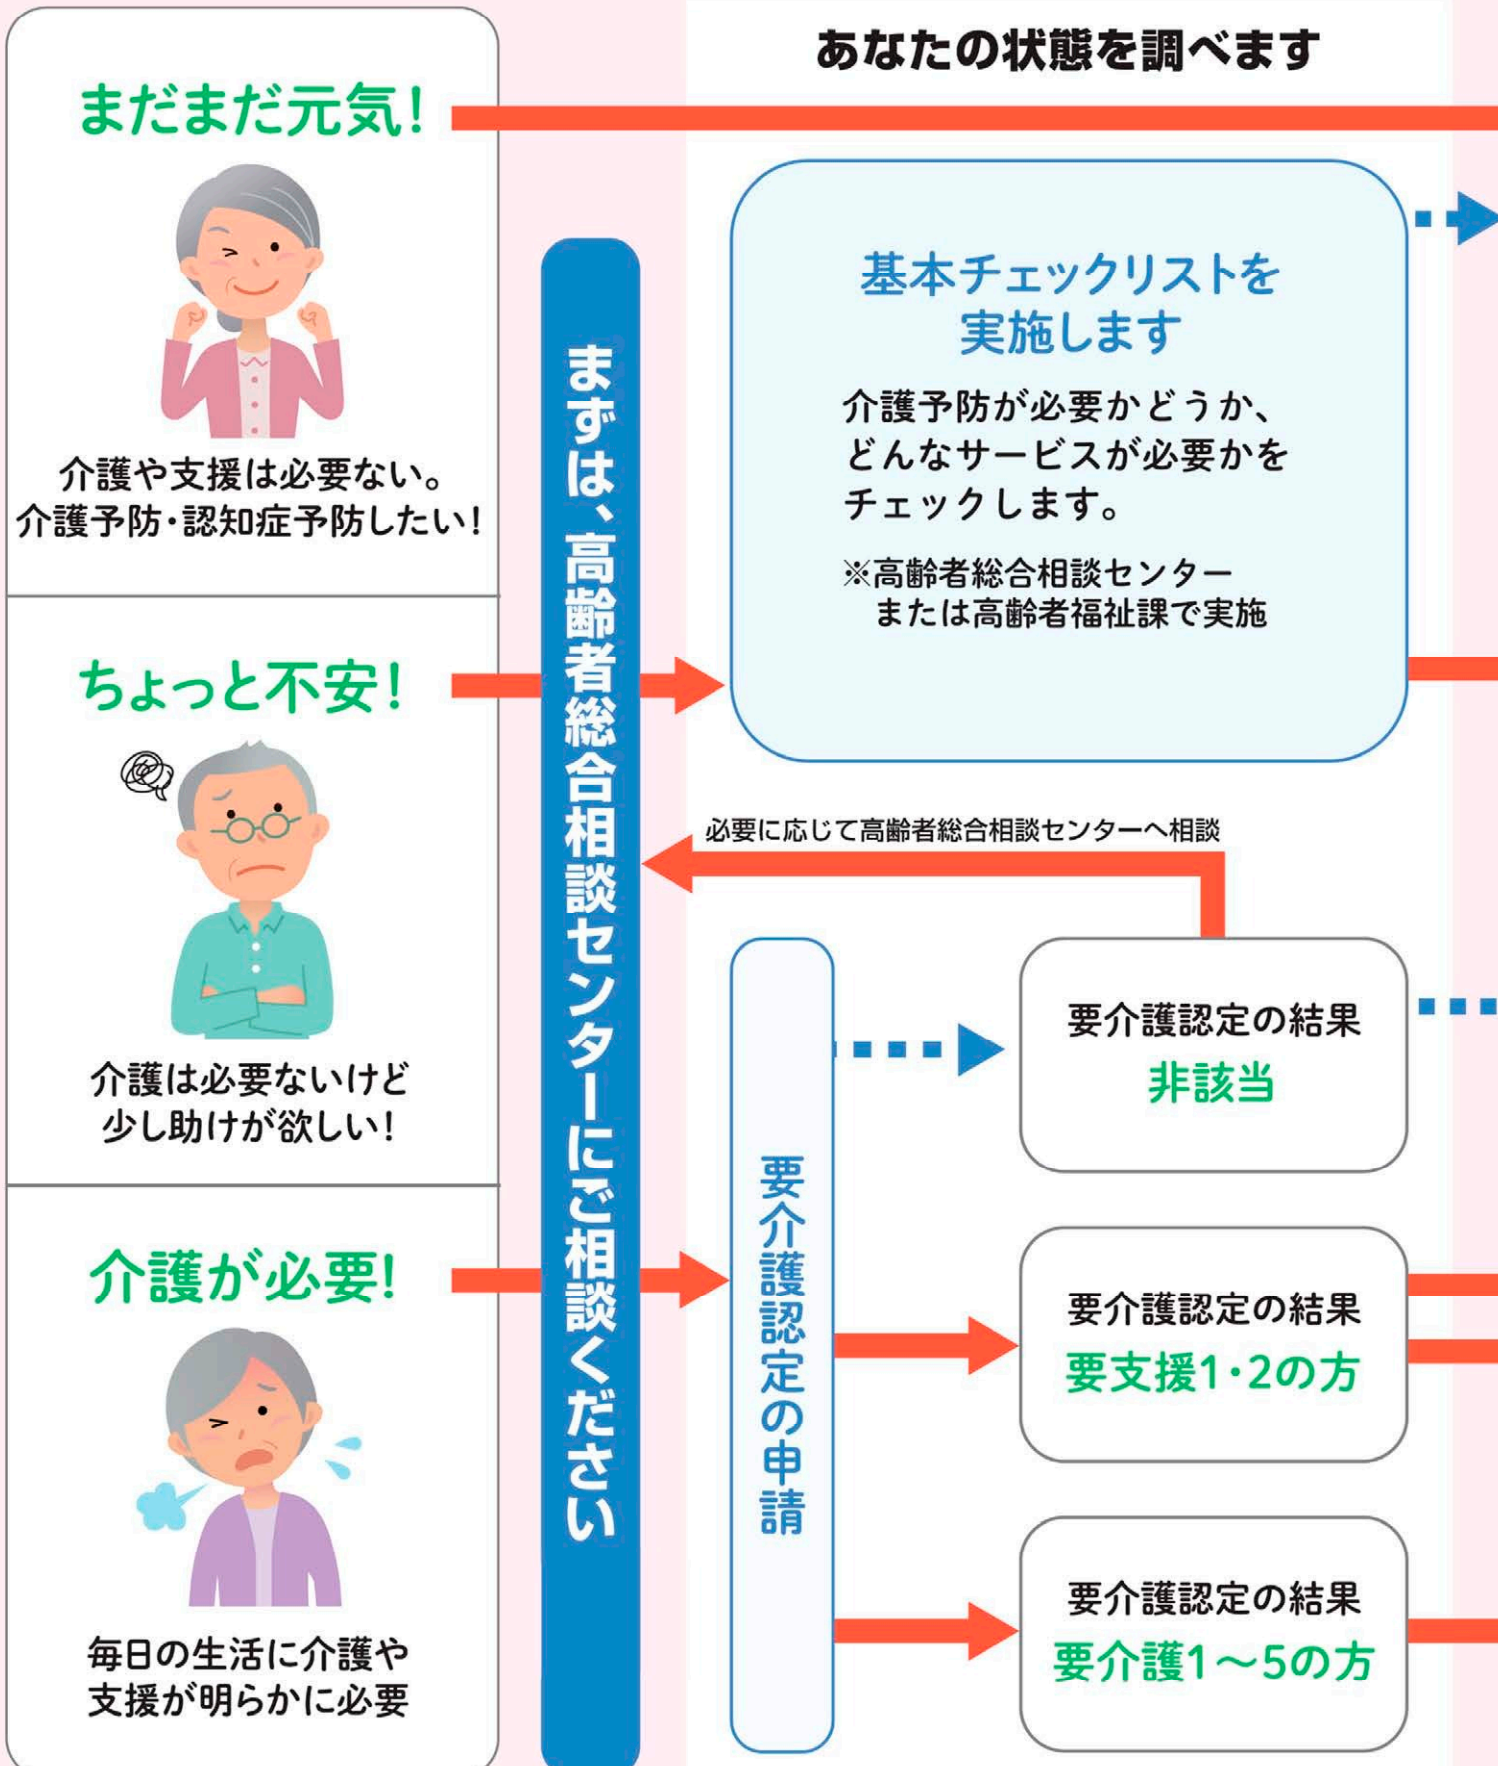 まだまだ元気!
介護や支援は必要ない。
介護予防・認知症予防したい!
ちょっと不安!
介護は必要ないけど
少し助けが欲しい!
介護が必要!
毎日の生活に介護や
支援が明らかに必要
まずは、高齢者総合相談センターにご相談ください
あなたの状態を調べます
基本チェックリストを
実施します
介護予防が必要かどうか、
どんなサービスが必要かを
チェックします。
※高齢者総合相談センター
または高齢者福祉課で実施
必要に応じて高齢者総合相談センターへ相談
要介護認定の申請
要介護認定の結果
非該当
要介護認定の結果
要支援1・2の方
要介護認定の結果
要介護1〜5の方